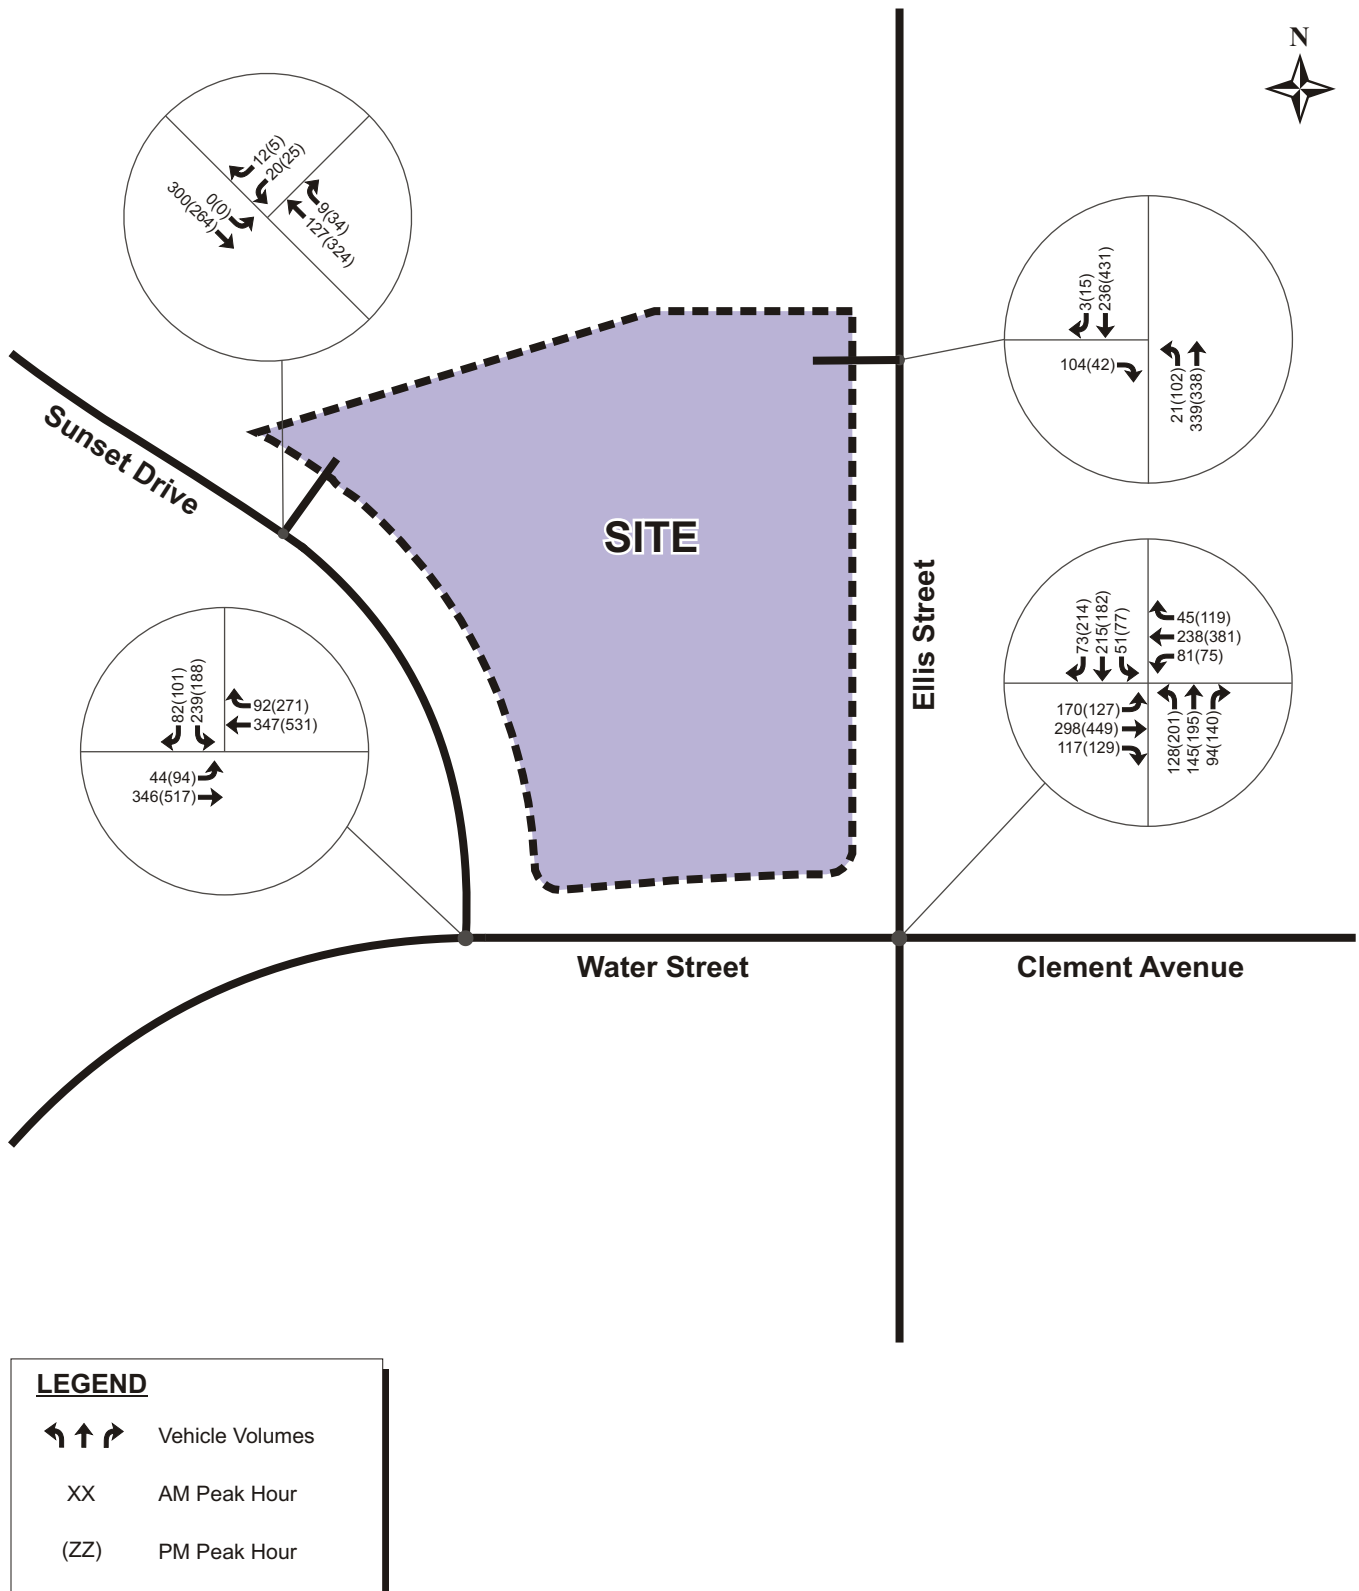 N
12(5)
20(25)
0(0)
300(264)
9(34)
127(324)
3(15)
236(431)
104(42)
21(102)
339(338)
Sunset Drive
SITE
Ellis Street
73(214)
215(182)
51(77)
45(119)
238(381)
81(75)
170(127)
298(449)
117(129)
128(201)
145(195)
94(140)
82(101)
239(188)
92(271)
347(531)
44(94)
346(517)
Water Street
Clement Avenue
LEGEND
Vehicle Volumes
XX AM Peak Hour
(ZZ) PM Peak Hour